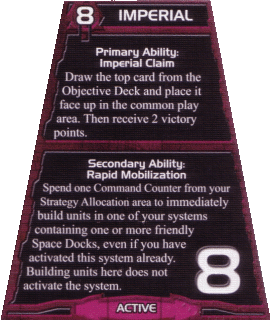 8 IMPERIAL
Primary Ability:
Imperial Claim
Draw the top card from the
Objective Deck and place it
face up in the common play
area. Then receive 2 victory
points.
Secondary Ability:
Rapid Mobilization
Spend one Command Counter from your
Strategy Allocation area to immediately
build units in one of your systems
containing one or more friendly
Space Docks, even if you have
activated this system already.
Building units here does not
activate the system.
8
ACTIVE